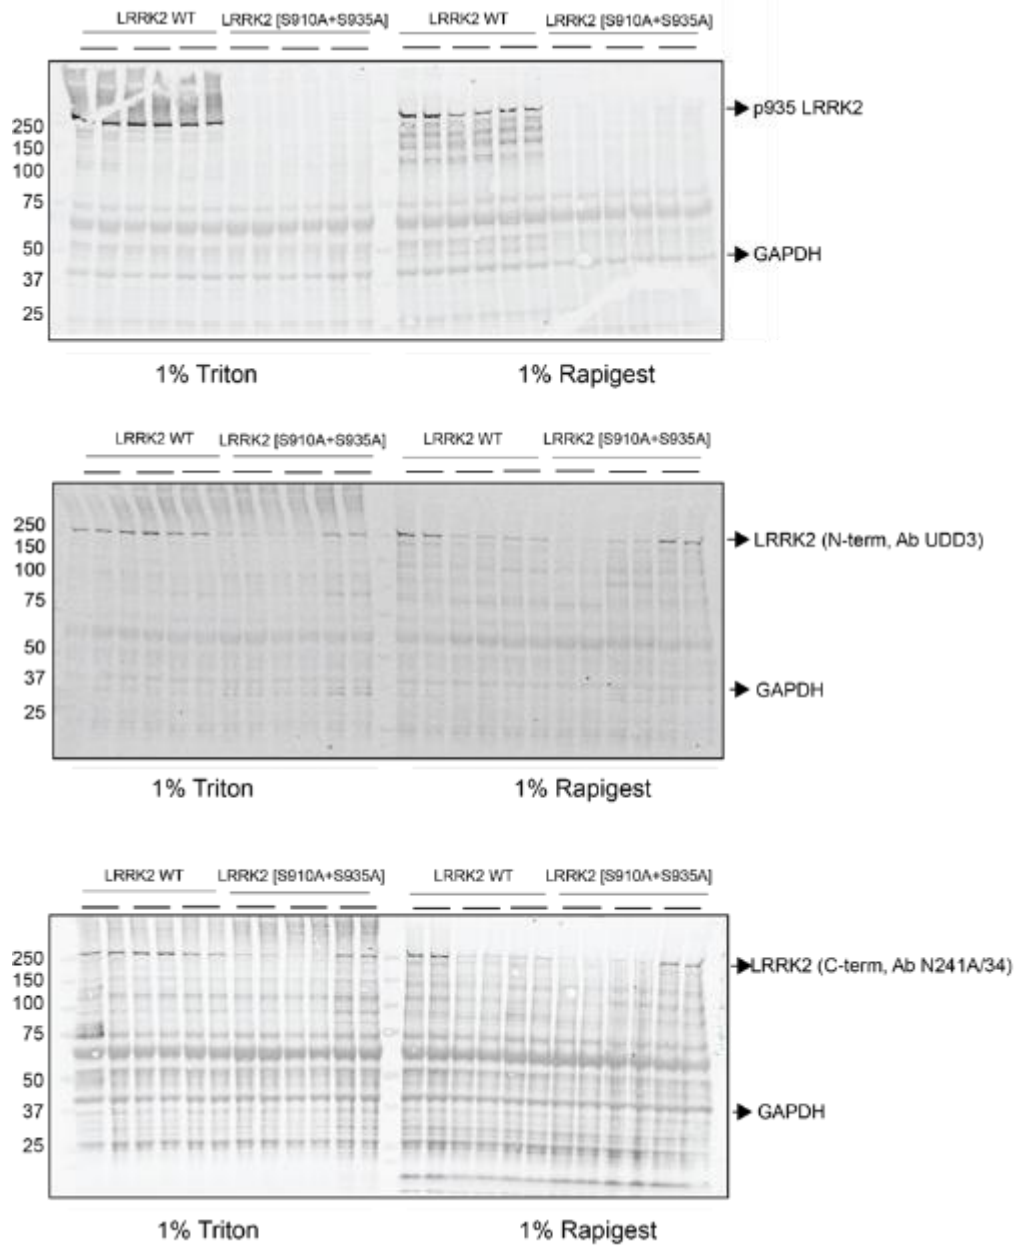 LRRK2 WT LRRK2 [S910A+S935A] LRRK2 WT LRRK2 [S910A+S935A]
250
150
100
75
50
37
25
p935 LRRK2
GAPDH
1% Triton 1% Rapigest
LRRK2 WT LRRK2 [S910A+S935A] LRRK2 WT LRRK2 [S910A+S935A]
250
150
100
75
50
37
25
LRRK2 (N-term, Ab UDD3)
GAPDH
1% Triton 1% Rapigest
LRRK2 WT LRRK2 [S910A+S935A] LRRK2 WT LRRK2 [S910A+S935A]
250
150
100
75
50
37
25
LRRK2 (C-term, Ab N241A/34)
GAPDH
1% Triton 1% Rapigest